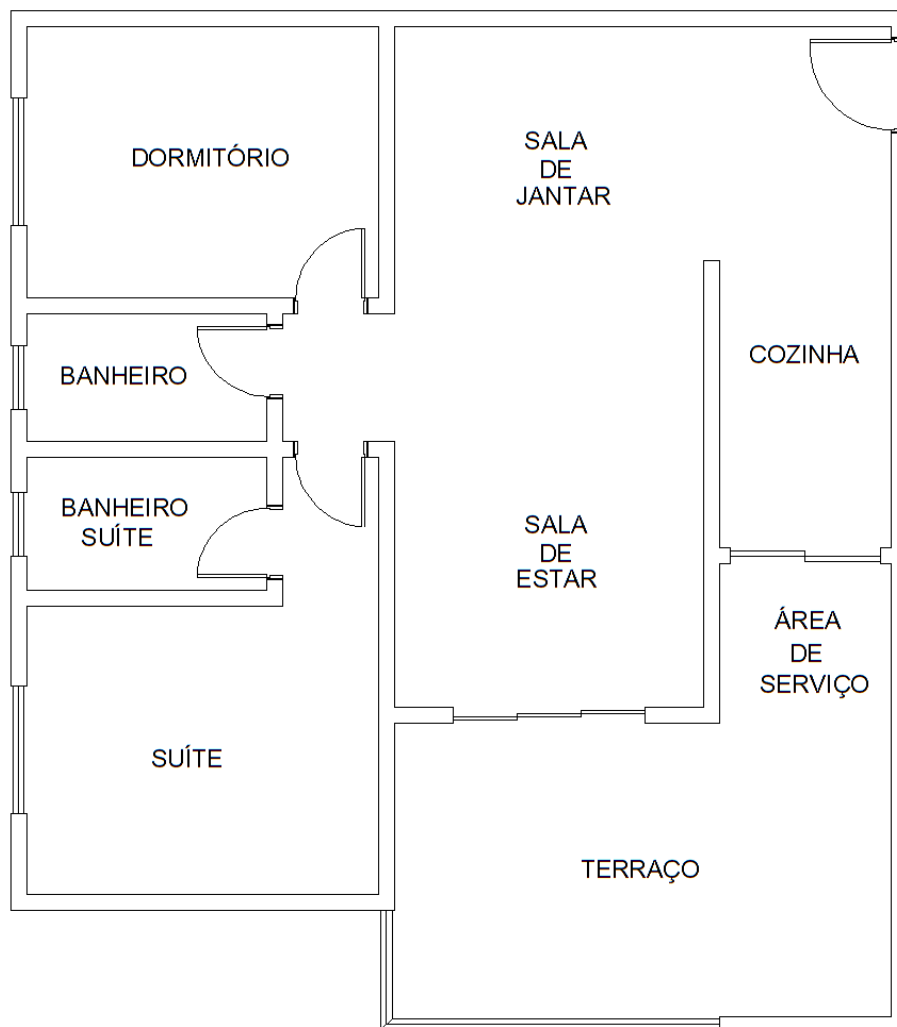 DORMITÓRIO
SALA
DE
JANTAR
BANHEIRO
COZINHA
BANHEIRO
SUÍTE
SALA
DE
ESTAR
ÁREA
DE
SERVIÇO
SUÍTE
TERRAÇO